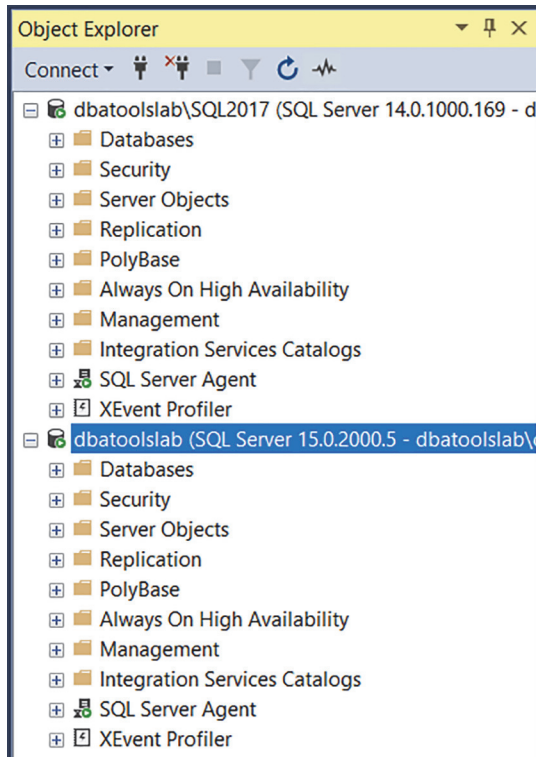 Object Explorer
Connect
dbatoolslab\SQL2017 (SQL Server 14.0.1000.169 - d
Databases
Security
Server Objects
Replication
PolyBase
Always On High Availability
Management
Integration Services Catalogs
SQL Server Agent
XEvent Profiler
dbatoolslab (SQL Server 15.0.2000.5 - dbatoolslab\
Databases
Security
Server Objects
Replication
PolyBase
Always On High Availability
Management
Integration Services Catalogs
SQL Server Agent
XEvent Profiler